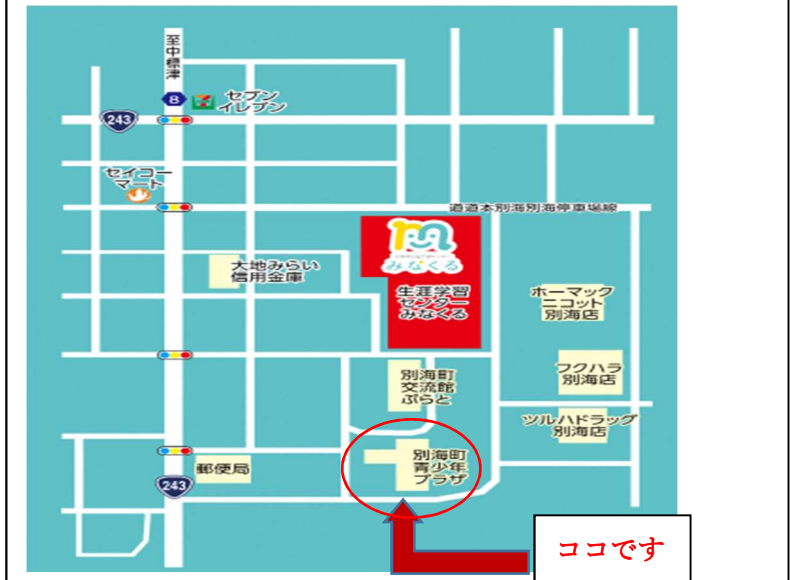 至中標津
8
セブン
イレブン
243
セイコー
マート
道道本別海別海停車場線
みなくる
大地みらい
信用金庫
生涯学習
センター
みなくる
ホーマック
ニコット
別海店
別海町
交流館
ぷらと
フクハラ
別海店
ツルハドラッグ
別海店
郵便局
別海町
青少年
プラザ
243
ココです